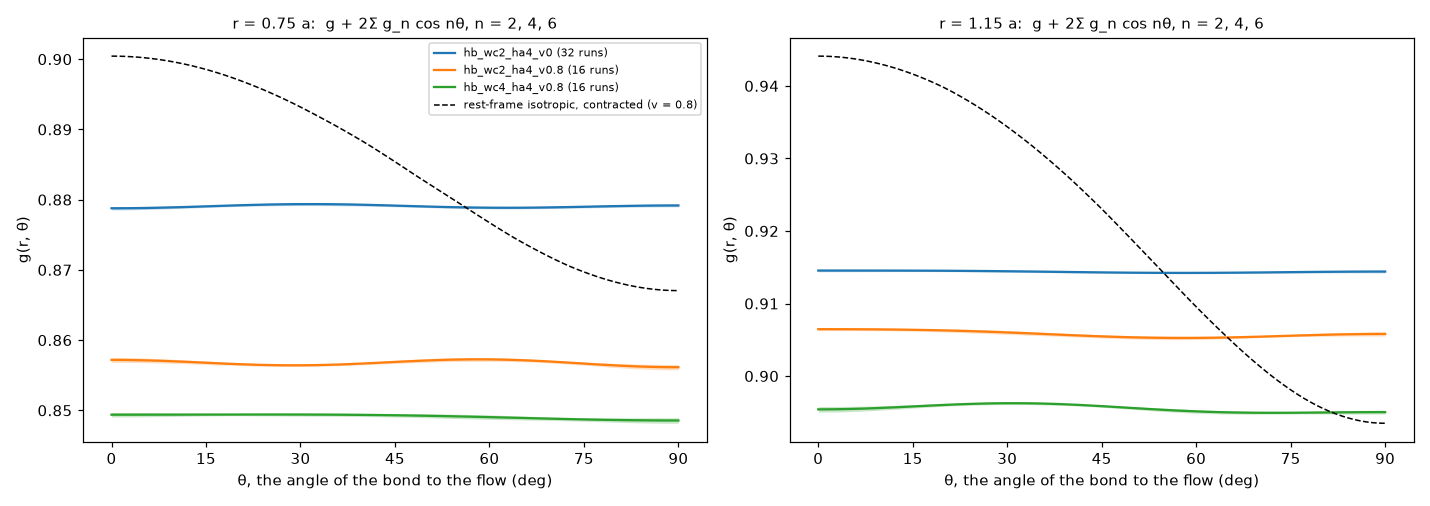 r = 0.75 a:  g + 2Σ g_n cos nθ, n = 2, 4, 6
g(r, θ)
0.90
0.89
0.88
0.87
0.86
0.85
hb_wc2_ha4_v0 (32 runs)
hb_wc2_ha4_v0.8 (16 runs)
hb_wc4_ha4_v0.8 (16 runs)
rest-frame isotropic, contracted (v = 0.8)
0 15 30 45 60 75 90
θ, the angle of the bond to the flow (deg)
r = 1.15 a:  g + 2Σ g_n cos nθ, n = 2, 4, 6
g(r, θ)
0.94
0.93
0.92
0.91
0.90
0 15 30 45 60 75 90
θ, the angle of the bond to the flow (deg)